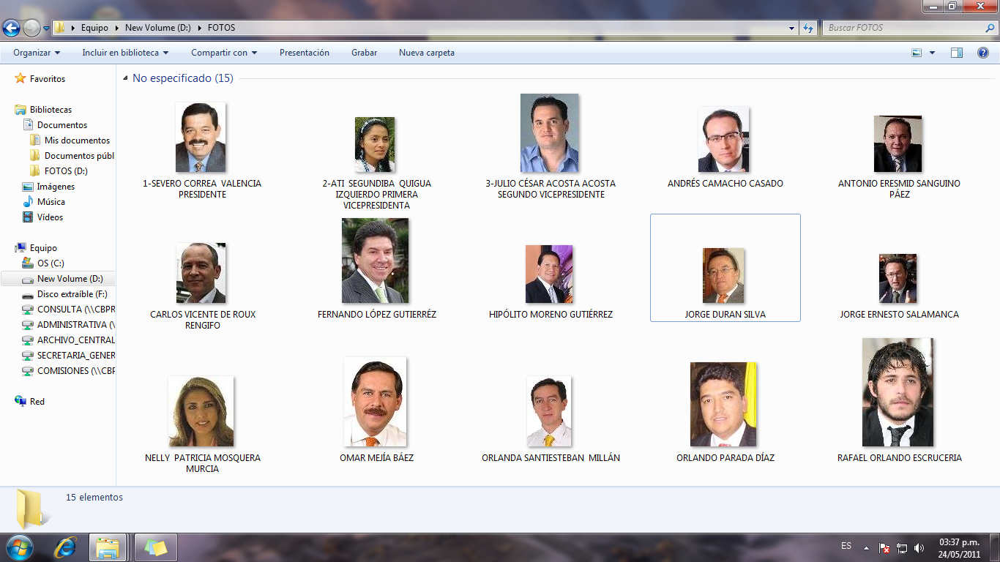 Equipo New Volume (D:) FOTOS
Buscar FOTOS
Organizar Incluir en biblioteca Compartir con Presentación Grabar Nueva carpeta
Favoritos
Bibliotecas
Documentos
Mis documentos
Documentos públ
FOTOS (D:)
Imágenes
Música
Vídeos
Equipo
OS (C:)
New Volume (D:)
Disco extraíble (F:)
CONSULTA (\\CBPR
ADMINISTRATIVA (\
ARCHIVO_CENTRAL
SECRETARIA_GENER
COMISIONES (\\CBP
Red
No especificado (15)
1-SEVERO CORREA VALENCIA
PRESIDENTE
2-ATI SEGUNDIBA QUIGUA
IZQUIERDO PRIMERA
VICEPRESIDENTA
3-JULIO CÉSAR ACOSTA ACOSTA
SEGUNDO VICEPRESIDENTE
ANDRÉS CAMACHO CASADO
ANTONIO ERESMID SANGUINO
PÁEZ
CARLOS VICENTE DE ROUX
RENGIFO
FERNANDO LÓPEZ GUTIERRÉZ
HIPÓLITO MORENO GUTIÉRREZ
JORGE DURAN SILVA
JORGE ERNESTO SALAMANCA
NELLY PATRICIA MOSQUERA
MURCIA
OMAR MEJÍA BÁEZ
ORLANDA SANTIESTEBAN MILLÁN
ORLANDO PARADA DÍAZ
RAFAEL ORLANDO ESCRUCERIA
15 elementos
ES
03:37 p.m.
24/05/2011